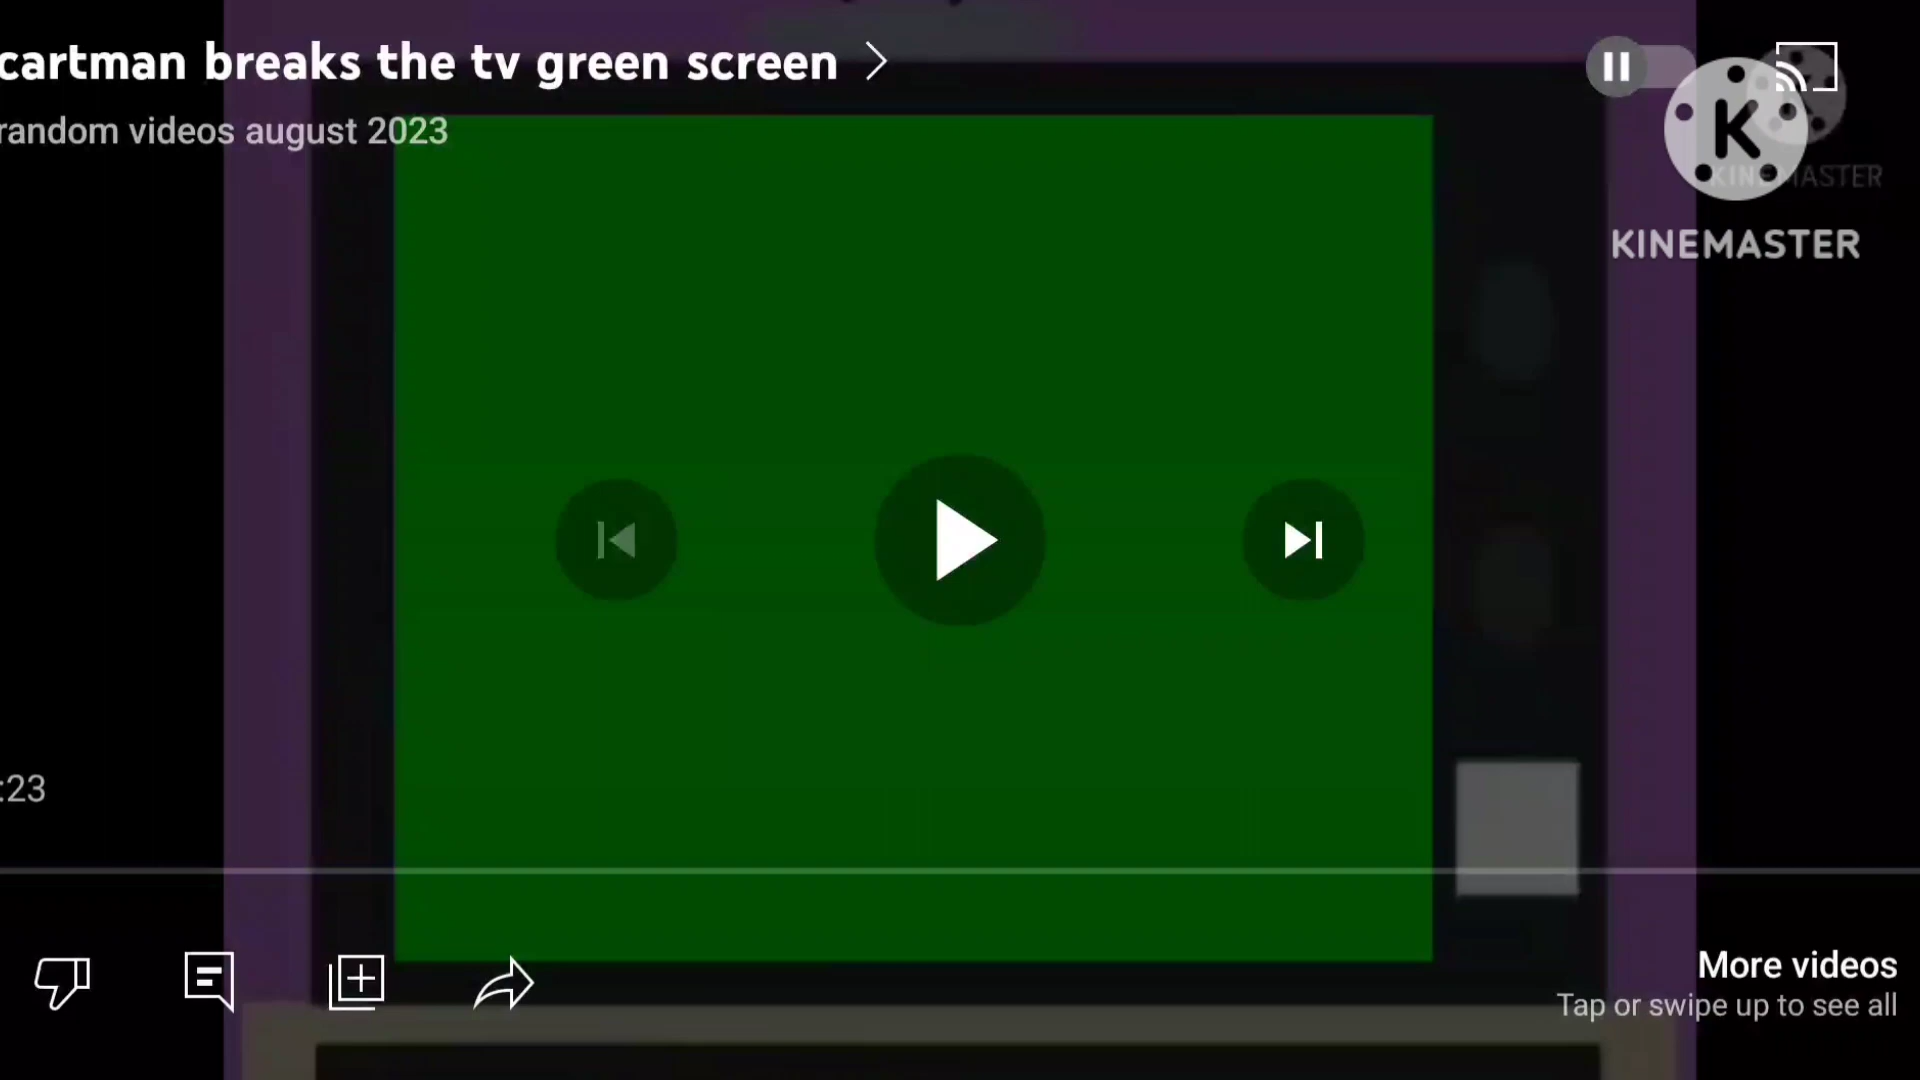 cartman breaks the tv green screen
random videos august 2023
K
KINEMASTER
KINEMASTER
:23
More videos
Tap or swipe up to see all